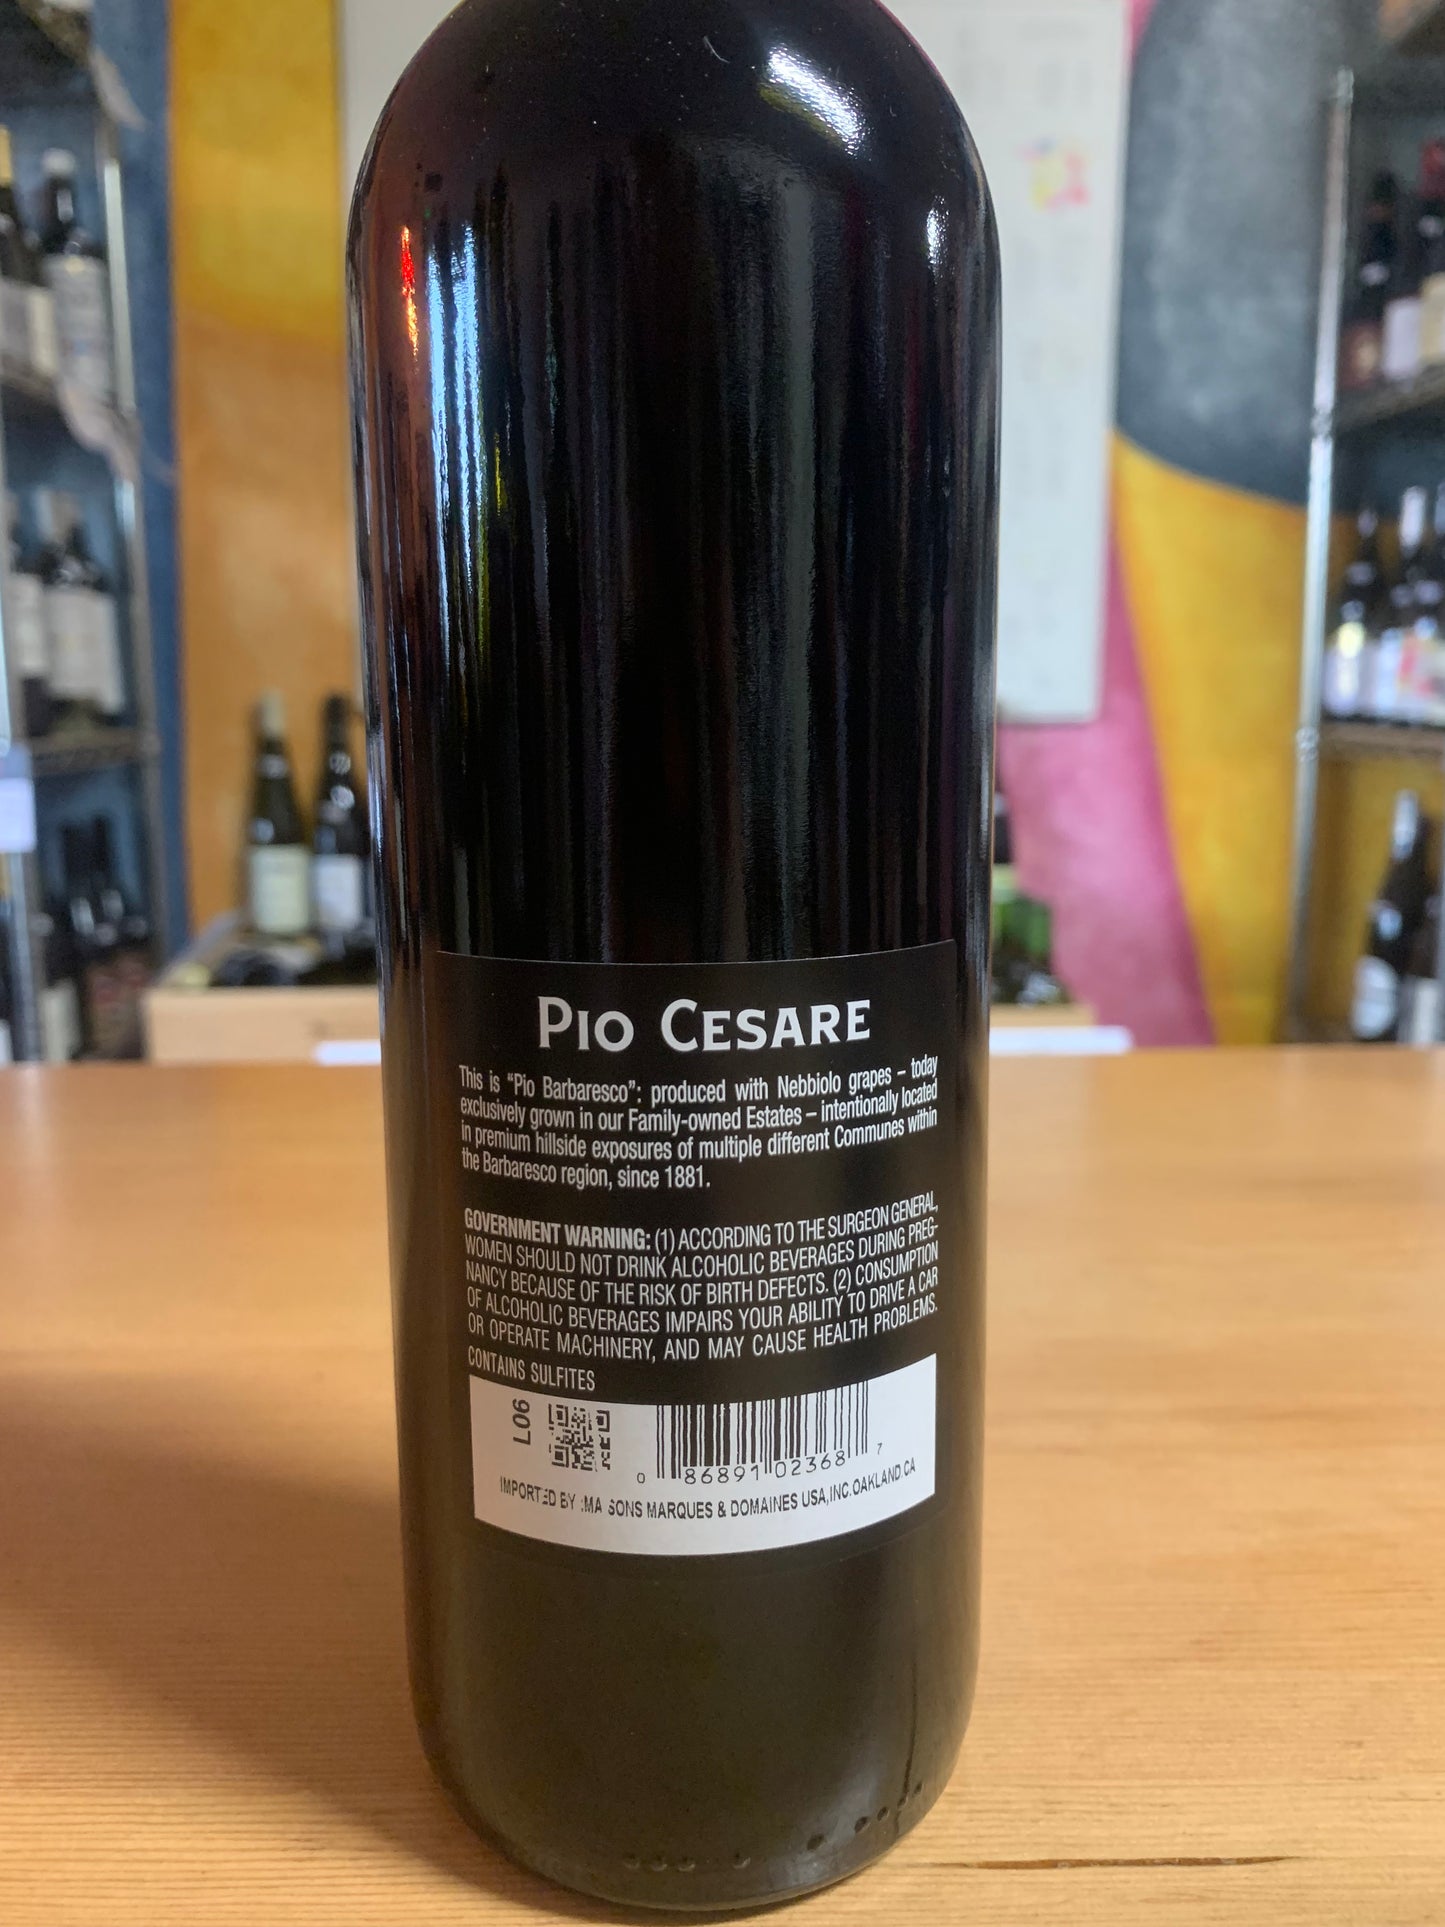 PIO CESARE
This is “Pio Barbaresco”: produced with Nebbiolo grapes – today
exclusively grown in our Family-owned Estates – intentionally located
in premium hillside exposures of multiple different Communes within
the Barbaresco region, since 1881.
GOVERNMENT WARNING: (1) ACCORDING TO THE SURGEON GENERAL,
WOMEN SHOULD NOT DRINK ALCOHOLIC BEVERAGES DURING PREG-
NANCY BECAUSE OF THE RISK OF BIRTH DEFECTS. (2) CONSUMPTION
OF ALCOHOLIC BEVERAGES IMPAIRS YOUR ABILITY TO DRIVE A CAR
OR OPERATE MACHINERY, AND MAY CAUSE HEALTH PROBLEMS.
CONTAINS SULFITES
L06
0 86891 02368 7
IMPORTED BY :MA SONS MARQUES & DOMAINES USA,INC.OAKLAND.CA